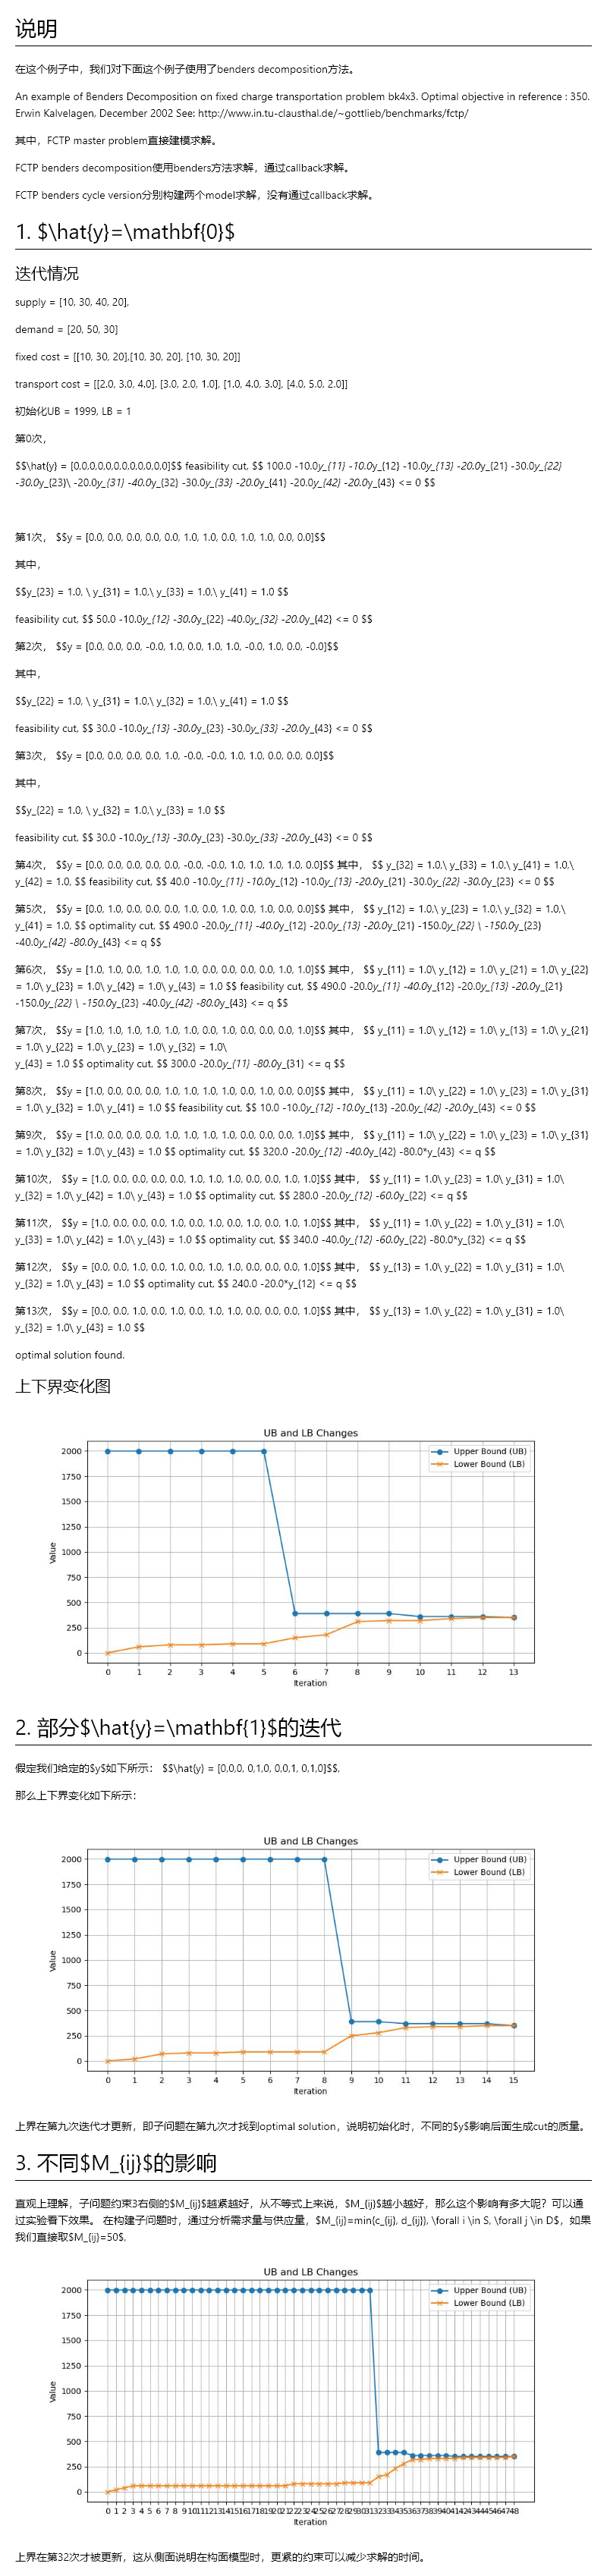 说明
在这个例子中，我们对下面这个例子使用了benders decomposition方法。
An example of Benders Decomposition on fixed charge transportation problem bk4x3. Optimal objective in reference : 350.
Erwin Kalvelagen, December 2002 See: http://www.in.tu-clausthal.de/~gottlieb/benchmarks/fctp/
其中，FCTP master problem直接建模求解。
FCTP benders decomposition使用benders方法求解，通过callback求解。
FCTP benders cycle version分别构建两个model求解，没有通过callback求解。
1. $\hat{y}=\mathbf{0}$
迭代情况
supply = [10, 30, 40, 20],
demand = [20, 50, 30]
fixed cost = [[10, 30, 20],[10, 30, 20], [10, 30, 20]]
transport cost = [[2.0, 3.0, 4.0], [3.0, 2.0, 1.0], [1.0, 4.0, 3.0], [4.0, 5.0, 2.0]]
初始化UB = 1999, LB = 1
第0次，
$$\hat{y} = [0,0,0,0,0,0,0,0,0,0,0,0]$$ feasibility cut, $$ 100.0 -10.0y_{11} -10.0y_{12} -10.0y_{13} -20.0y_{21} -30.0y_{22}
-30.0y_{23}\ -20.0y_{31} -40.0y_{32} -30.0y_{33} -20.0y_{41} -20.0y_{42} -20.0y_{43} <= 0 $$
第1次， $$y = [0.0, 0.0, 0.0, 0.0, 0.0, 1.0, 1.0, 0.0, 1.0, 1.0, 0.0, 0.0]$$
其中，
$$y_{23} = 1.0, \ y_{31} = 1.0,\ y_{33} = 1.0,\ y_{41} = 1.0 $$
feasibility cut, $$ 50.0 -10.0y_{12} -30.0y_{22} -40.0y_{32} -20.0y_{42} <= 0 $$
第2次， $$y = [0.0, 0.0, 0.0, -0.0, 1.0, 0.0, 1.0, 1.0, -0.0, 1.0, 0.0, -0.0]$$
其中，
$$y_{22} = 1.0, \ y_{31} = 1.0,\ y_{32} = 1.0,\ y_{41} = 1.0 $$
feasibility cut, $$ 30.0 -10.0y_{13} -30.0y_{23} -30.0y_{33} -20.0y_{43} <= 0 $$
第3次， $$y = [0.0, 0.0, 0.0, 0.0, 1.0, -0.0, -0.0, 1.0, 1.0, 0.0, 0.0, 0.0]$$
其中，
$$y_{22} = 1.0, \ y_{32} = 1.0,\ y_{33} = 1.0 $$
feasibility cut, $$ 30.0 -10.0y_{13} -30.0y_{23} -30.0y_{33} -20.0y_{43} <= 0 $$
第4次， $$y = [0.0, 0.0, 0.0, 0.0, 0.0, -0.0, -0.0, 1.0, 1.0, 1.0, 1.0, 0.0]$$ 其中， $$ y_{32} = 1.0,\ y_{33} = 1.0,\ y_{41} = 1.0,\
y_{42} = 1.0, $$ feasibility cut, $$ 40.0 -10.0y_{11} -10.0y_{12} -10.0y_{13} -20.0y_{21} -30.0y_{22} -30.0y_{23} <= 0 $$
第5次， $$y = [0.0, 1.0, 0.0, 0.0, 0.0, 1.0, 0.0, 1.0, 0.0, 1.0, 0.0, 0.0]$$ 其中， $$ y_{12} = 1.0,\ y_{23} = 1.0,\ y_{32} = 1.0,\
y_{41} = 1.0, $$ optimality cut, $$ 490.0 -20.0y_{11} -40.0y_{12} -20.0y_{13} -20.0y_{21} -150.0y_{22} \ -150.0y_{23}
-40.0y_{42} -80.0y_{43} <= q $$
第6次， $$y = [1.0, 1.0, 0.0, 1.0, 1.0, 1.0, 0.0, 0.0, 0.0, 0.0, 1.0, 1.0]$$ 其中， $$ y_{11} = 1.0\ y_{12} = 1.0\ y_{21} = 1.0\ y_{22}
= 1.0\ y_{23} = 1.0\ y_{42} = 1.0\ y_{43} = 1.0 $$ feasibility cut, $$ 490.0 -20.0y_{11} -40.0y_{12} -20.0y_{13} -20.0y_{21}
-150.0y_{22} \ -150.0y_{23} -40.0y_{42} -80.0y_{43} <= q $$
第7次， $$y = [1.0, 1.0, 1.0, 1.0, 1.0, 1.0, 0.0, 1.0, 0.0, 0.0, 0.0, 1.0]$$ 其中， $$ y_{11} = 1.0\ y_{12} = 1.0\ y_{13} = 1.0\ y_{21}
= 1.0\ y_{22} = 1.0\ y_{23} = 1.0\ y_{32} = 1.0\
y_{43} = 1.0 $$ optimality cut, $$ 300.0 -20.0y_{11} -80.0y_{31} <= q $$
第8次， $$y = [1.0, 0.0, 0.0, 0.0, 1.0, 1.0, 1.0, 1.0, 0.0, 1.0, 0.0, 0.0]$$ 其中， $$ y_{11} = 1.0\ y_{22} = 1.0\ y_{23} = 1.0\ y_{31}
= 1.0\ y_{32} = 1.0\ y_{41} = 1.0 $$ feasibility cut, $$ 10.0 -10.0y_{12} -10.0y_{13} -20.0y_{42} -20.0y_{43} <= 0 $$
第9次， $$y = [1.0, 0.0, 0.0, 0.0, 1.0, 1.0, 1.0, 1.0, 0.0, 0.0, 0.0, 1.0]$$ 其中， $$ y_{11} = 1.0\ y_{22} = 1.0\ y_{23} = 1.0\ y_{31}
= 1.0\ y_{32} = 1.0\ y_{43} = 1.0 $$ optimality cut, $$ 320.0 -20.0y_{12} -40.0y_{42} -80.0*y_{43} <= q $$
第10次， $$y = [1.0, 0.0, 0.0, 0.0, 0.0, 1.0, 1.0, 1.0, 0.0, 0.0, 1.0, 1.0]$$ 其中， $$ y_{11} = 1.0\ y_{23} = 1.0\ y_{31} = 1.0\
y_{32} = 1.0\ y_{42} = 1.0\ y_{43} = 1.0 $$ optimality cut, $$ 280.0 -20.0y_{12} -60.0y_{22} <= q $$
第11次， $$y = [1.0, 0.0, 0.0, 0.0, 1.0, 0.0, 1.0, 0.0, 1.0, 0.0, 1.0, 1.0]$$ 其中， $$ y_{11} = 1.0\ y_{22} = 1.0\ y_{31} = 1.0\
y_{33} = 1.0\ y_{42} = 1.0\ y_{43} = 1.0 $$ optimality cut, $$ 340.0 -40.0y_{12} -60.0y_{22} -80.0*y_{32} <= q $$
第12次， $$y = [0.0, 0.0, 1.0, 0.0, 1.0, 0.0, 1.0, 1.0, 0.0, 0.0, 0.0, 1.0]$$ 其中， $$ y_{13} = 1.0\ y_{22} = 1.0\ y_{31} = 1.0\
y_{32} = 1.0\ y_{43} = 1.0 $$ optimality cut, $$ 240.0 -20.0*y_{12} <= q $$
第13次， $$y = [0.0, 0.0, 1.0, 0.0, 1.0, 0.0, 1.0, 1.0, 0.0, 0.0, 0.0, 1.0]$$ 其中， $$ y_{13} = 1.0\ y_{22} = 1.0\ y_{31} = 1.0\
y_{32} = 1.0\ y_{43} = 1.0 $$
optimal solution found.
上下界变化图
UB and LB Changes
Upper Bound (UB)
Lower Bound (LB)
2000
1750
1500
1250
1000
750
500
250
0
Value
0 1 2 3 4 5 6 7 8 9 10 11 12 13
Iteration
2. 部分$\hat{y}=\mathbf{1}$的迭代
假定我们给定的$y$如下所示： $$\hat{y} = [0,0,0, 0,1,0, 0,0,1, 0,1,0]$$,
那么上下界变化如下所示：
UB and LB Changes
Upper Bound (UB)
Lower Bound (LB)
2000
1750
1500
1250
1000
750
500
250
0
Value
0 1 2 3 4 5 6 7 8 9 10 11 12 13 14 15
Iteration
上界在第九次迭代才更新，即子问题在第九次才找到optimal solution，说明初始化时，不同的$y$影响后面生成cut的质量。
3. 不同$M_{ij}$的影响
直观上理解，子问题约束3右侧的$M_{ij}$越紧越好，从不等式上来说，$M_{ij}$越小越好，那么这个影响有多大呢？可以通
过实验看下效果。 在构建子问题时，通过分析需求量与供应量，$M_{ij}=min{c_{ij}, d_{ij}}, \forall i \in S, \forall j \in D$，如果
我们直接取$M_{ij}=50$,
UB and LB Changes
Upper Bound (UB)
Lower Bound (LB)
2000
1750
1500
1250
1000
750
500
250
0
Value
0 1 2 3 4 5 6 7 8 9 10 11 12 13 14 15 16 17 18 19 20 21 22 23 24 25 26 27 28 29 30 31 32 33 34 35 36 37 38 39 40 41 42 43 44 45 46 47 48
Iteration
上界在第32次才被更新，这从侧面说明在构面模型时，更紧的约束可以减少求解的时间。